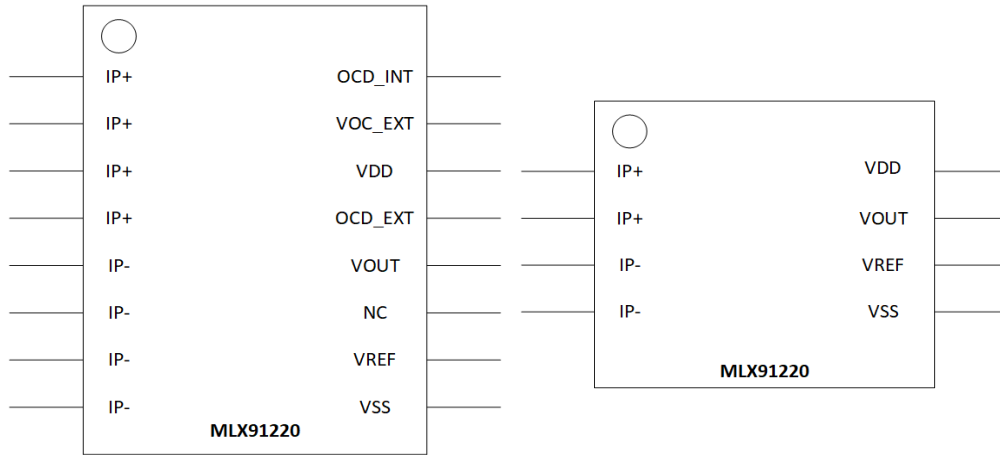 IP+ OCD_INT
IP+ VOC_EXT
IP+ VDD
IP+ OCD_EXT
IP- VOUT
IP- NC
IP- VREF
IP- VSS
MLX91220
IP+ VDD
IP+ VOUT
IP- VREF
IP- VSS
MLX91220